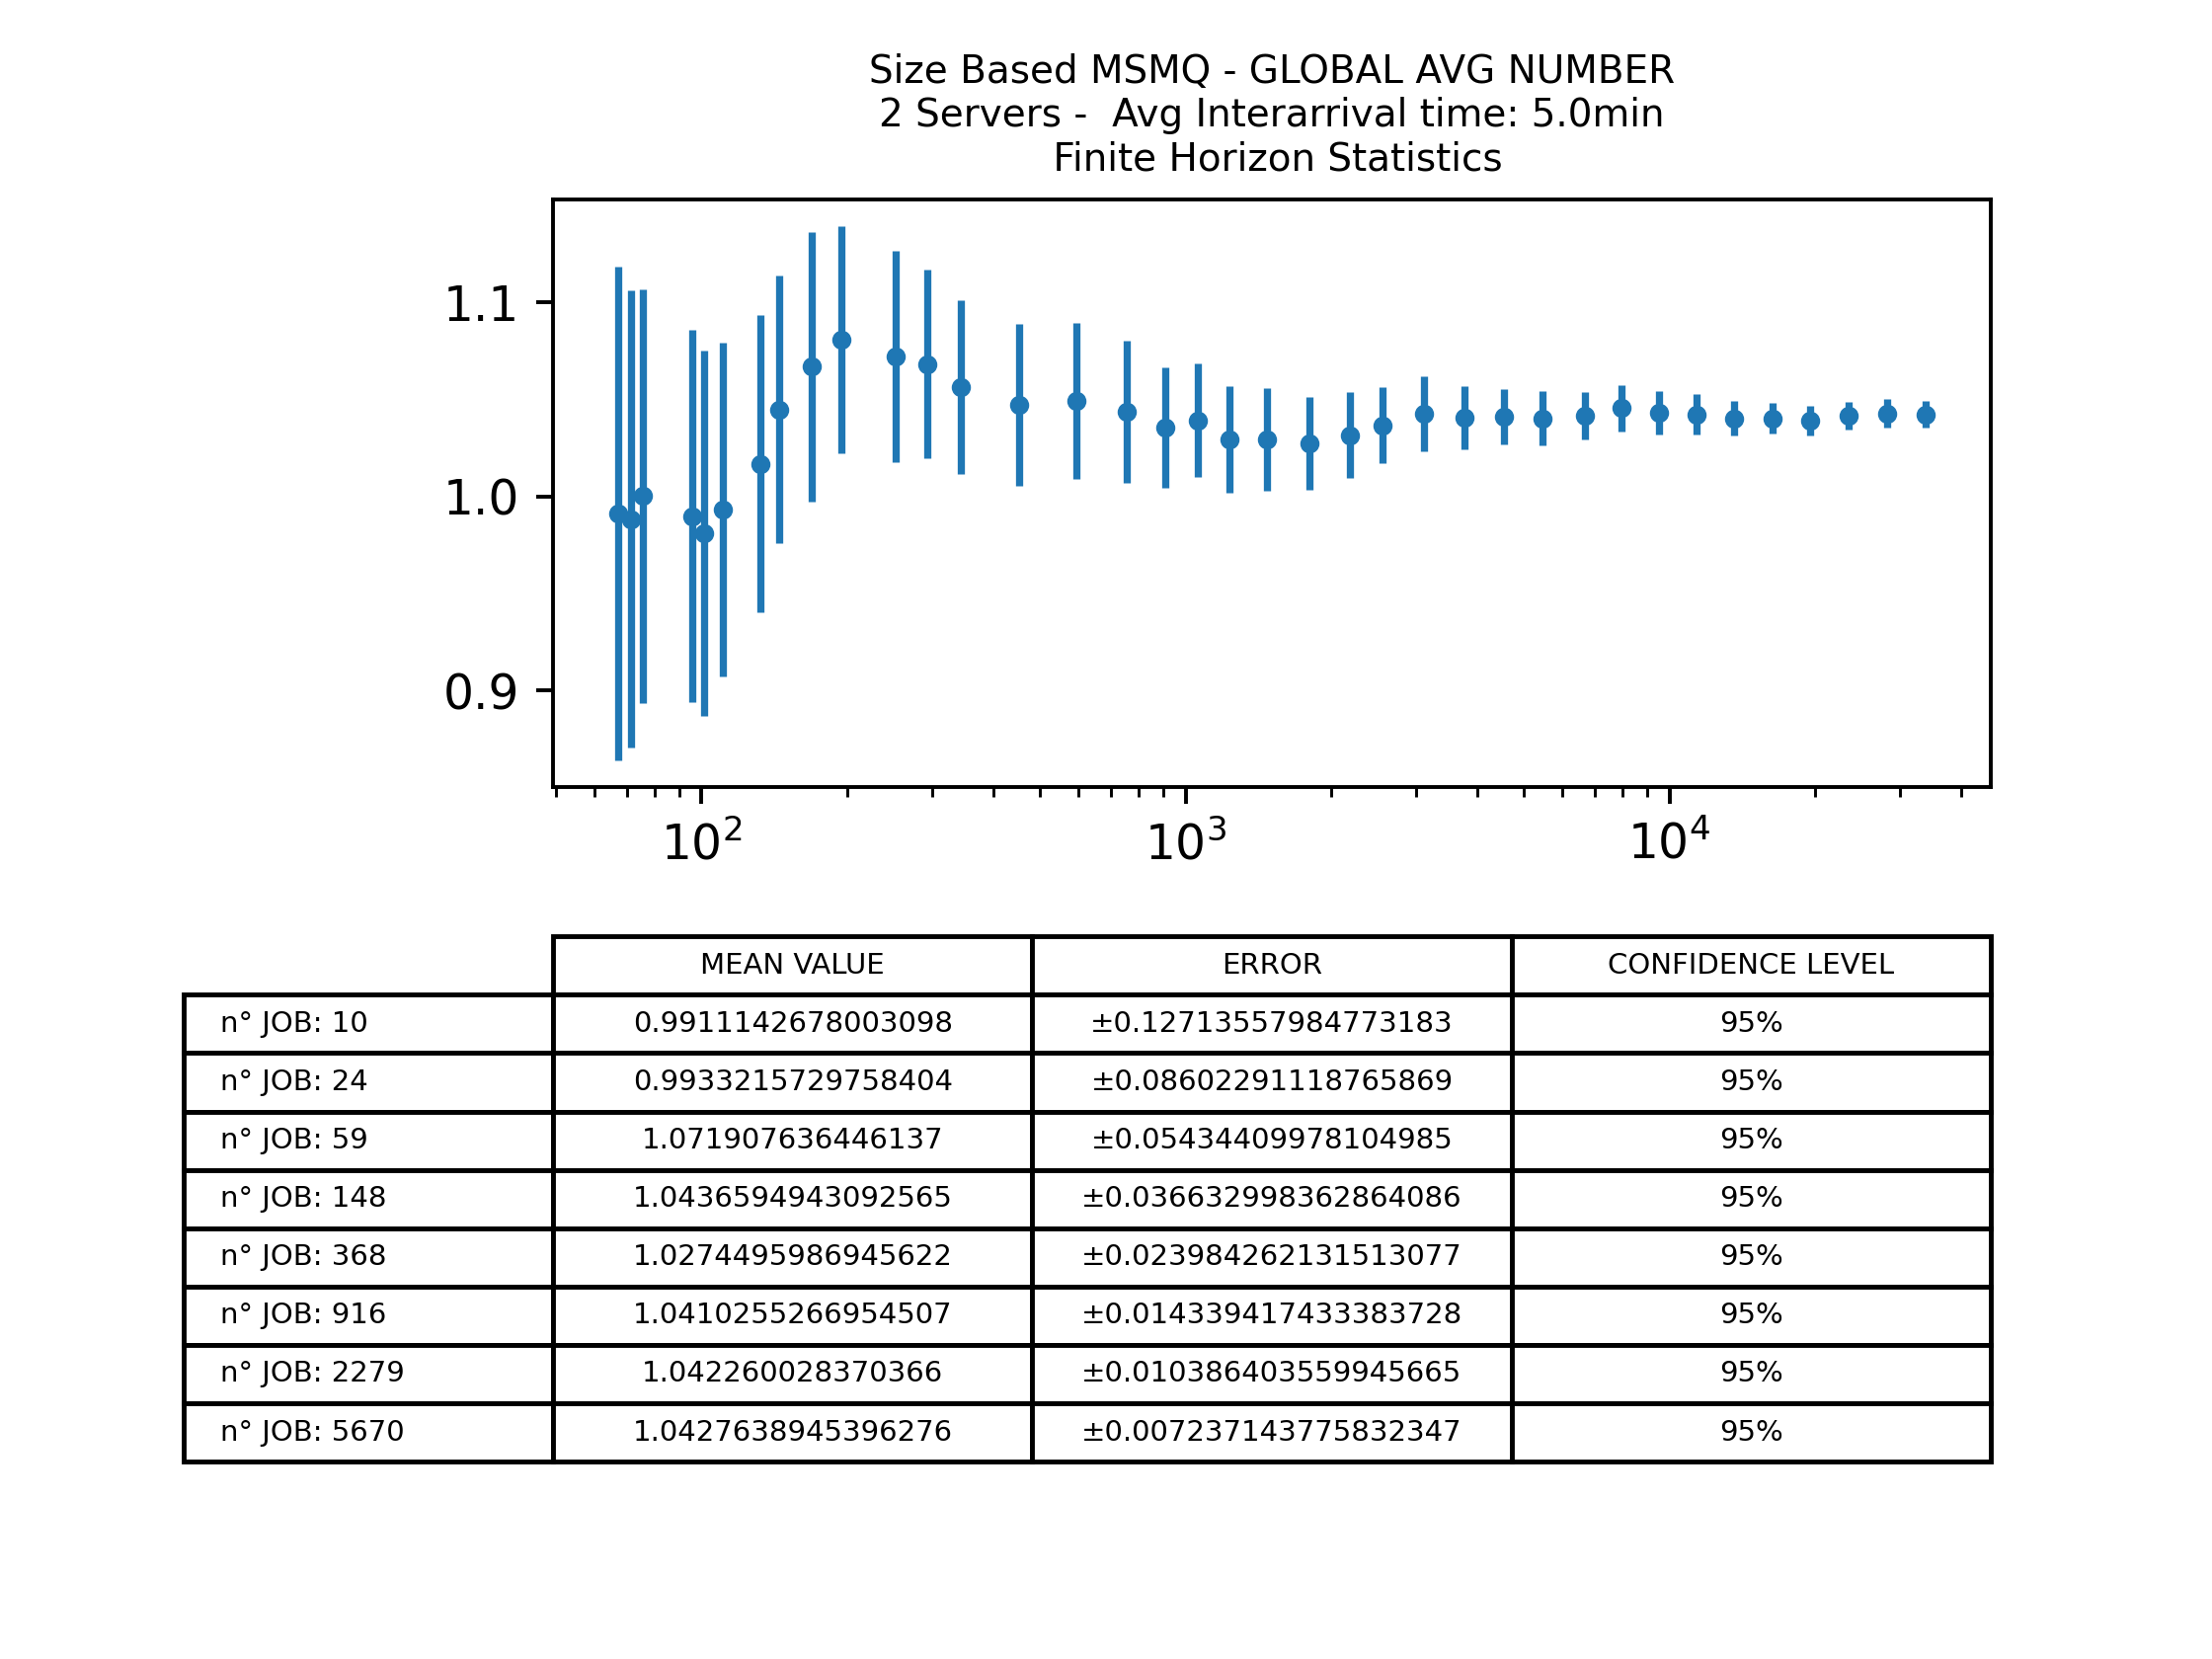 Size Based MSMQ - GLOBAL AVG NUMBER
2 Servers -  Avg Interarrival time: 5.0min
Finite Horizon Statistics
1.1
1.0
0.9
10²
10³
10⁴
MEAN VALUE ERROR CONFIDENCE LEVEL
n° JOB: 10 0.9911142678003098 ±0.12713557984773183 95%
n° JOB: 24 0.9933215729758404 ±0.08602291118765869 95%
n° JOB: 59 1.071907636446137 ±0.05434409978104985 95%
n° JOB: 148 1.0436594943092565 ±0.036632998362864086 95%
n° JOB: 368 1.0274495986945622 ±0.023984262131513077 95%
n° JOB: 916 1.0410255266954507 ±0.014339417433383728 95%
n° JOB: 2279 1.042260028370366 ±0.010386403559945665 95%
n° JOB: 5670 1.0427638945396276 ±0.007237143775832347 95%